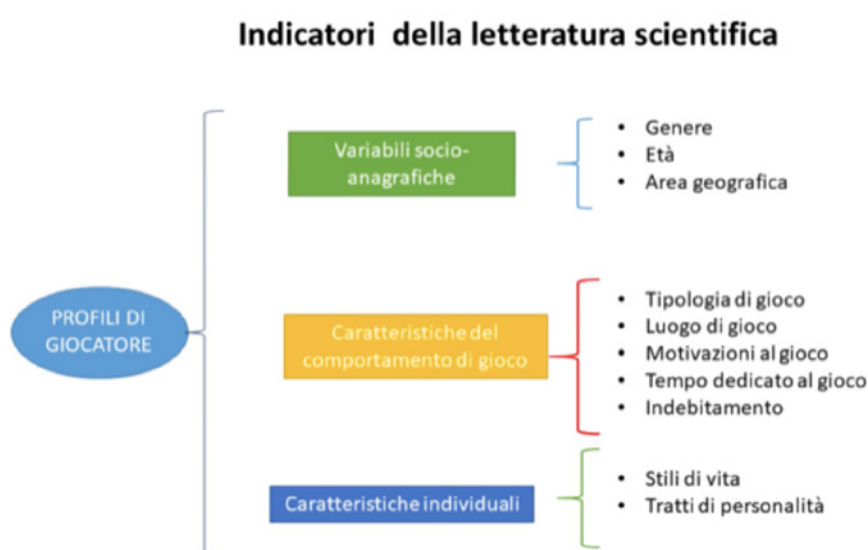 Indicatori della letteratura scientifica
PROFILI DI
GIOCATORE
Variabili socio-
anagrafiche
• Genere
• Età
• Area geografica
Caratteristiche del
comportamento di gioco
• Tipologia di gioco
• Luogo di gioco
• Motivazioni al gioco
• Tempo dedicato al gioco
• Indebitamento
Caratteristiche individuali
• Stili di vita
• Tratti di personalità